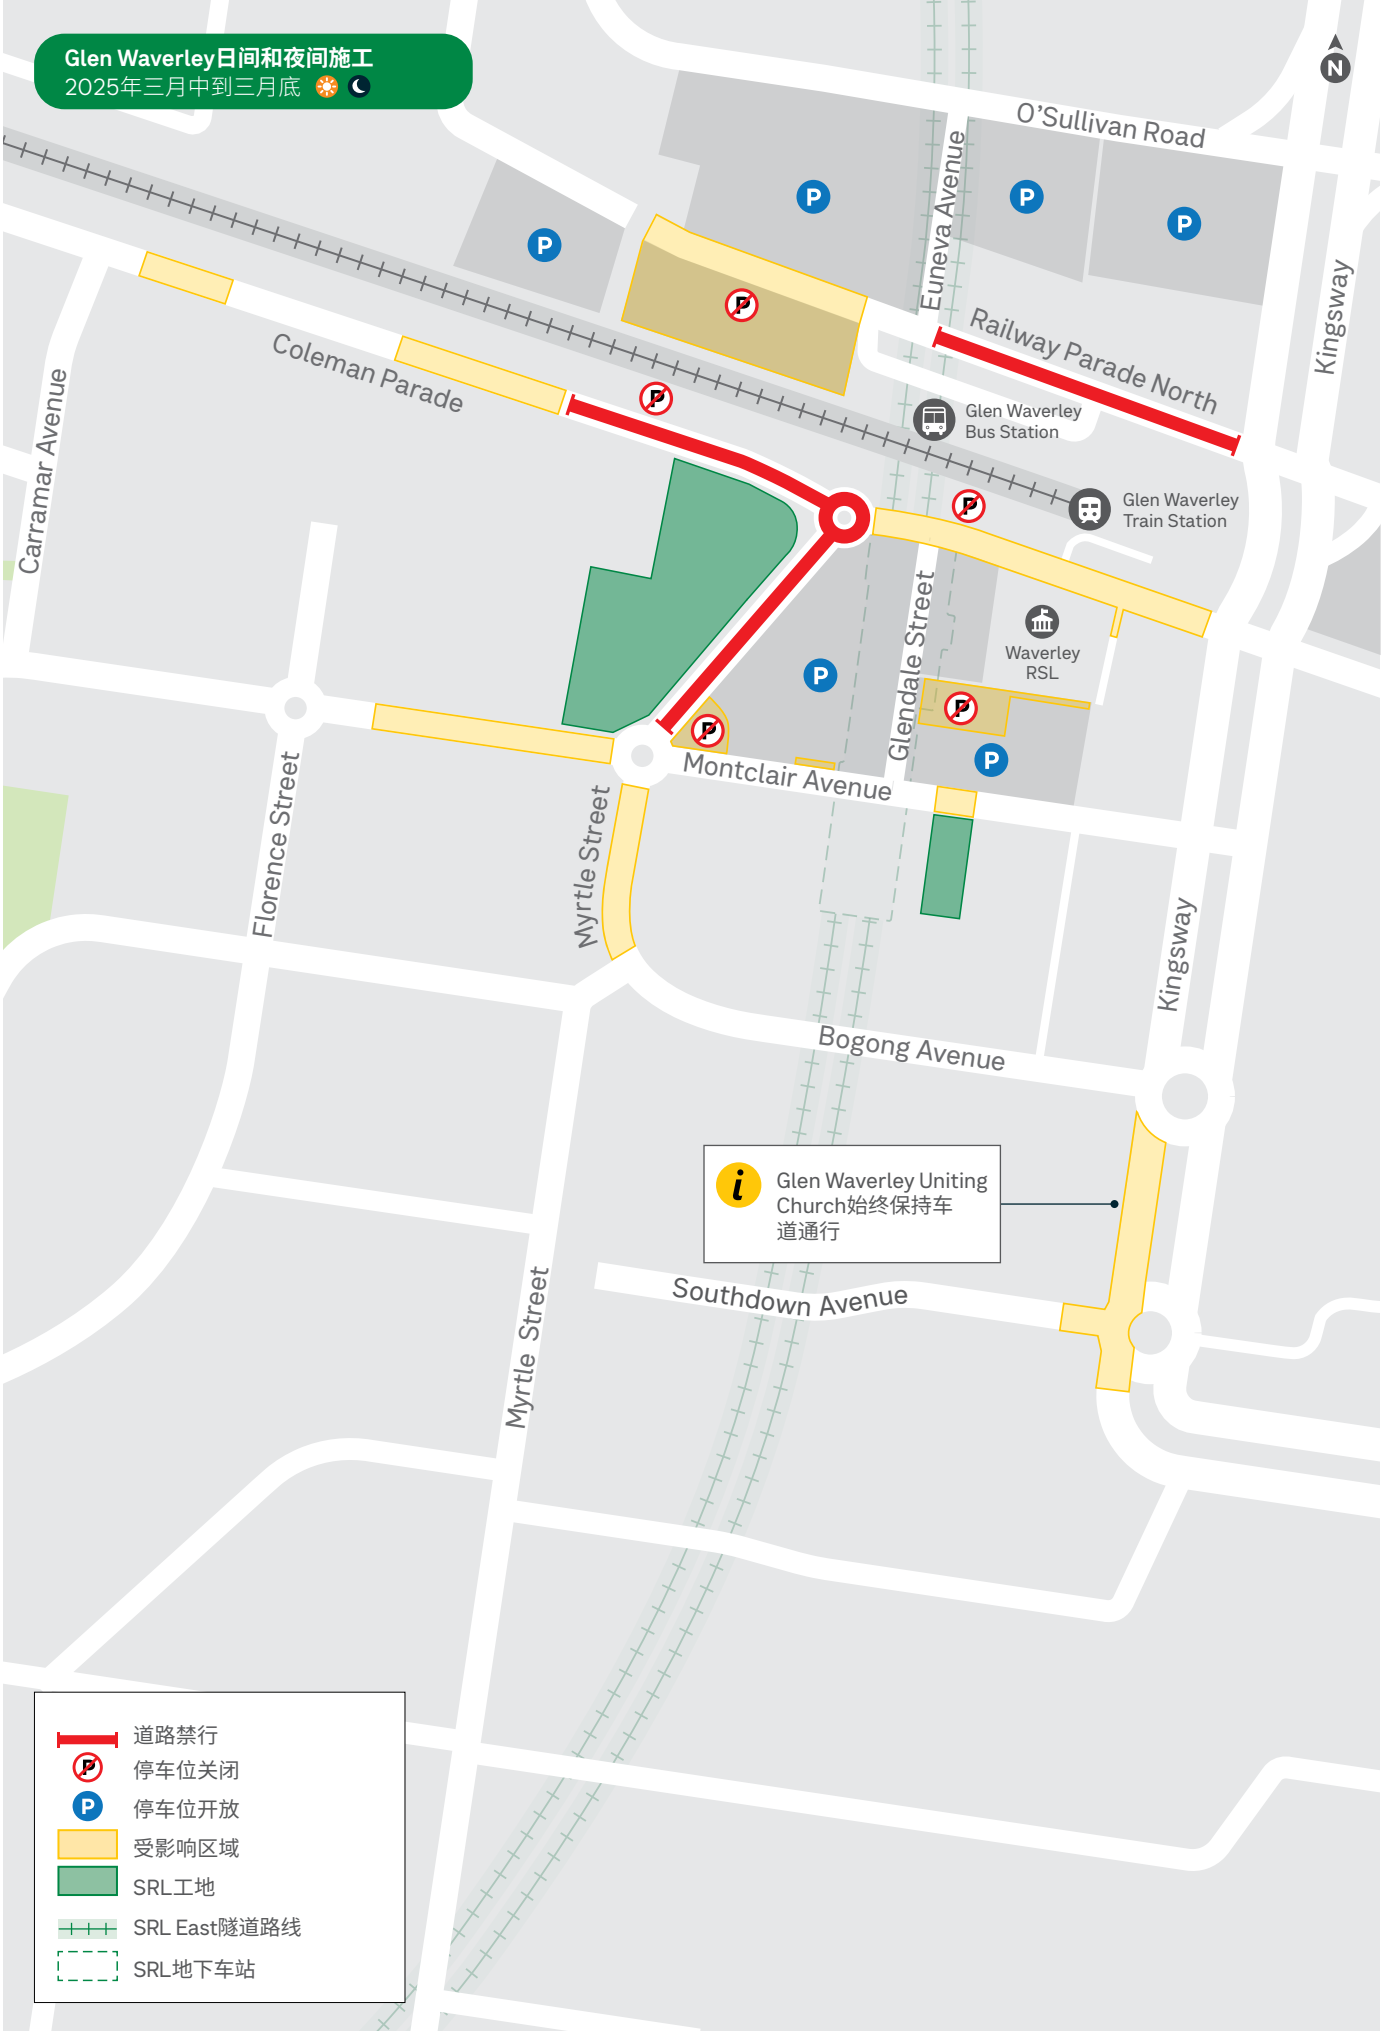 Glen Waverley日间和夜间施工
2025年三月中到三月底
N
O'Sullivan Road
Euneva Avenue
P
P
P
P
P
Kingsway
Railway Parade North
Coleman Parade
P
Glen Waverley
Bus Station
Carramar Avenue
P
Glen Waverley
Train Station
Glendale Street
Waverley
RSL
P
P
P
P
Montclair Avenue
Florence Street
Myrtle Street
Kingsway
Bogong Avenue
i
Glen Waverley Uniting
Church始终保持车
道通行
Southdown Avenue
Myrtle Street
道路禁行
P
停车位关闭
P
停车位开放
受影响区域
SRL工地
SRL East隧道路线
SRL地下车站